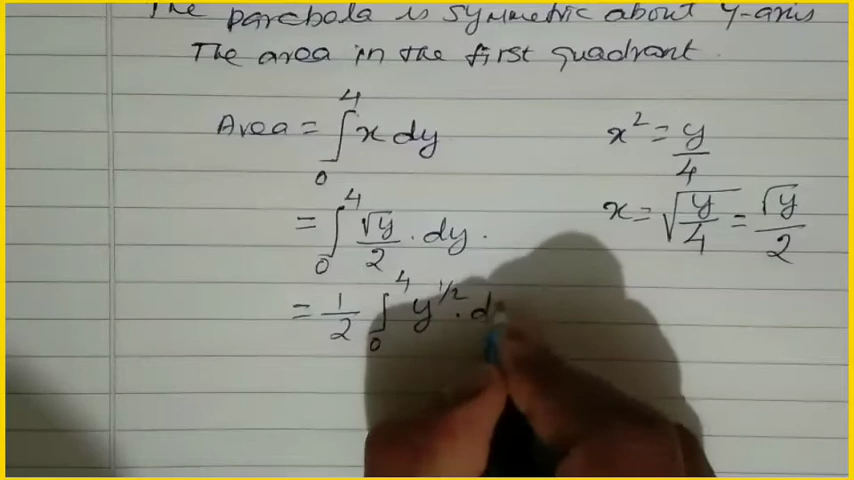 The parabola is symmetric about y-axis
The area in the first quadrant.
Area = ∫₀⁴ x dy
x² = y/4
= ∫₀⁴ √y/2 . dy.
x = √(y/4) = √y/2
= 1/2 ∫₀⁴ y^1/2 . d